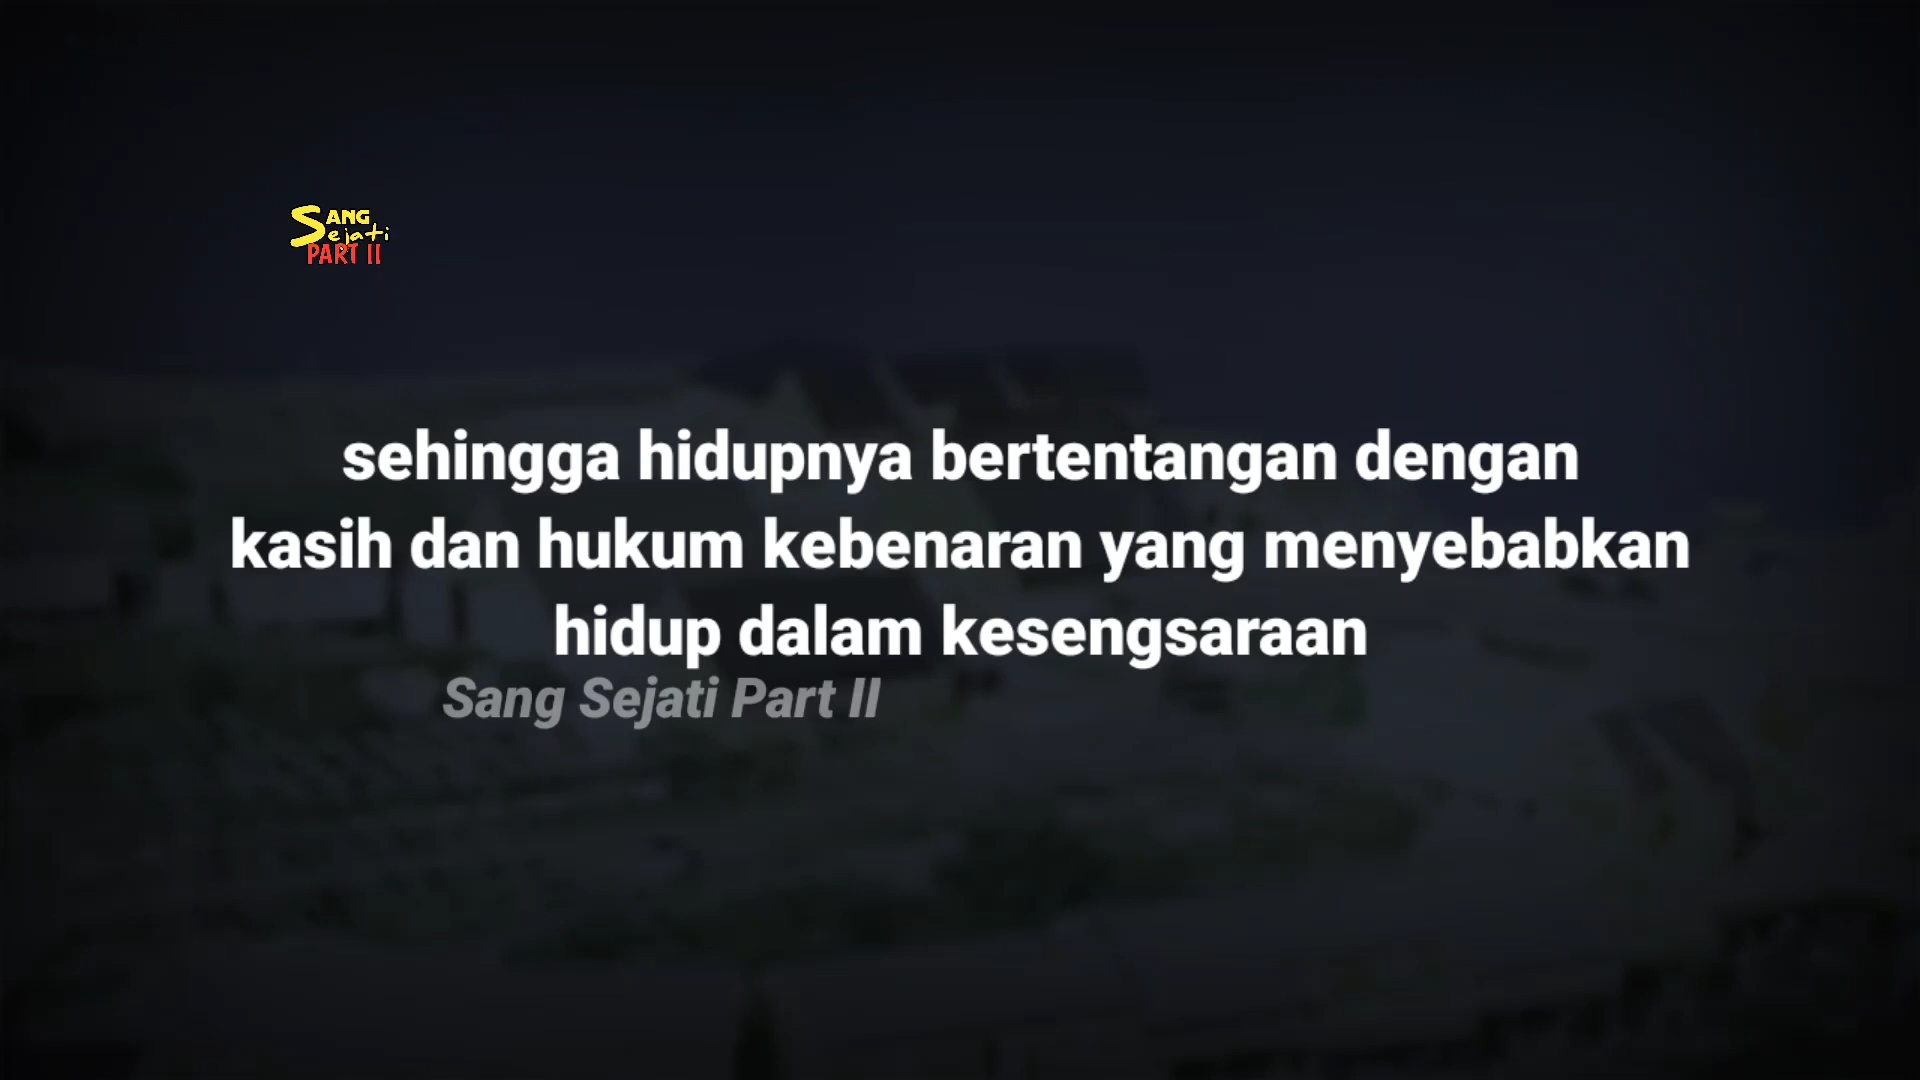 SANG
Sejati
PART II
sehingga hidupnya bertentangan dengan
kasih dan hukum kebenaran yang menyebabkan
hidup dalam kesengsaraan
Sang Sejati Part II